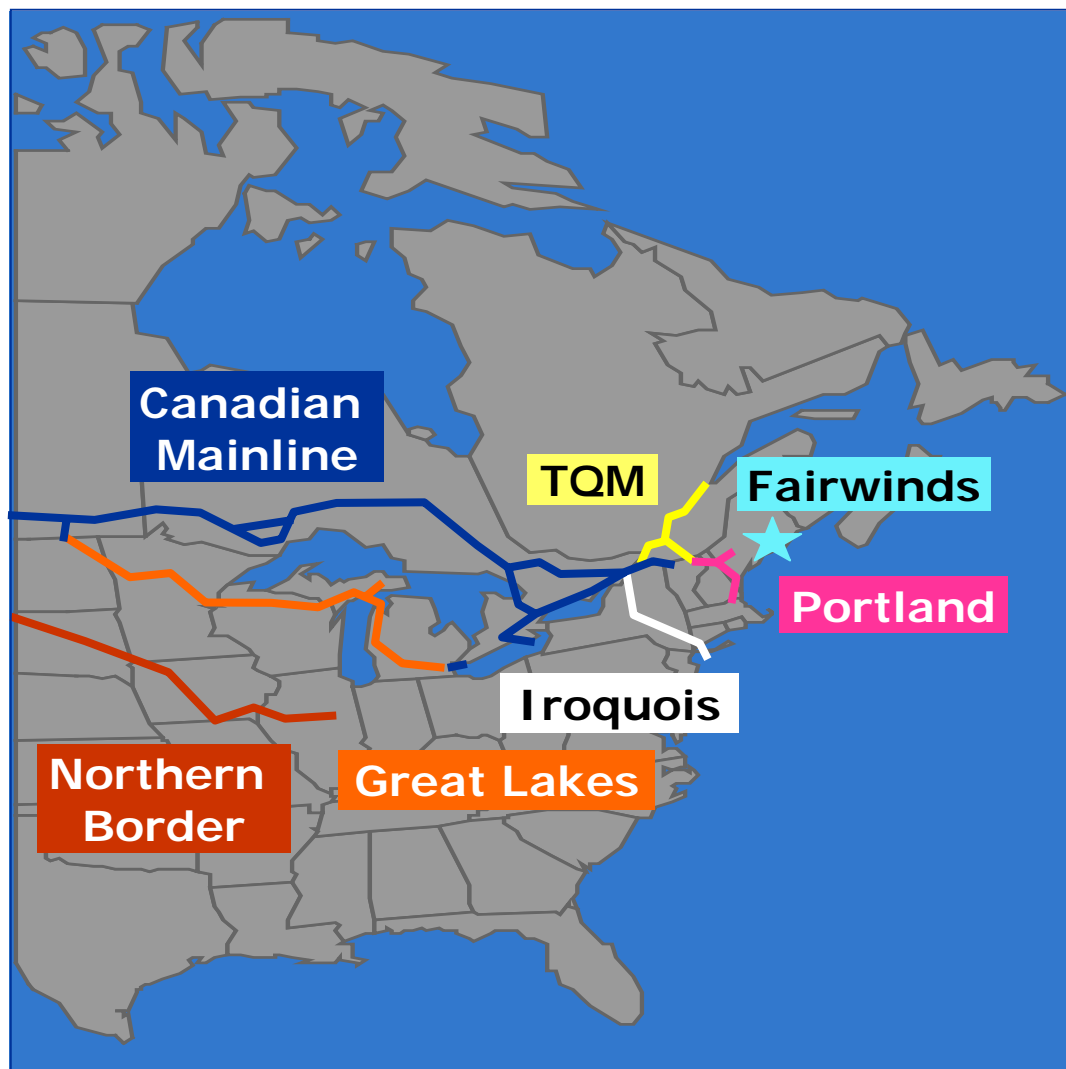 Canadian
Mainline
TQM
Fairwinds
Portland
Iroquois
Northern
Border
Great Lakes